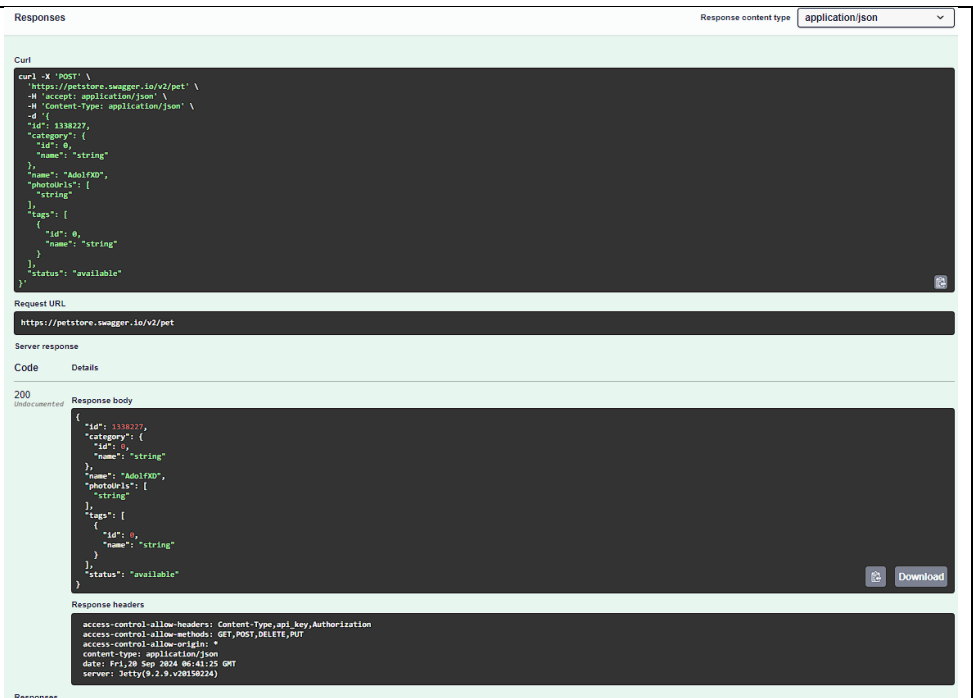 Responses
Response content type
application/json
Curl
curl -X 'POST' \
'https://petstore.swagger.io/v2/pet' \
-H 'accept: application/json' \
-H 'Content-Type: application/json' \
-d '{
"id": 1338227,
"category": {
"id": 0,
"name": "string"
},
"name": "AdolfXD",
"photoUrls": [
"string"
],
"tags": [
{
"id": 0,
"name": "string"
}
],
"status": "available"
}'
Request URL
https://petstore.swagger.io/v2/pet
Server response
Code Details
200
Undocumented
Response body
{
"id": 1338227,
"category": {
"id": 0,
"name": "string"
},
"name": "AdolfXD",
"photoUrls": [
"string"
],
"tags": [
{
"id": 0,
"name": "string"
}
],
"status": "available"
}
Download
Response headers
access-control-allow-headers: Content-Type,api_key,Authorization
access-control-allow-methods: GET,POST,DELETE,PUT
access-control-allow-origin: *
content-type: application/json
date: Fri,20 Sep 2024 06:41:25 GMT
server: Jetty(9.2.9.v20150224)
Responses